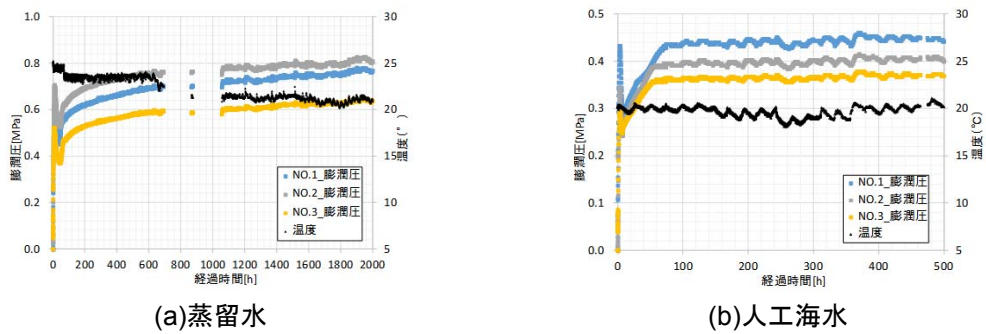 1.0
0.8
0.6
0.4
0.2
0.0
膨潤圧[MPa]
30
25
20
15
10
5
温度(°)
0 200 400 600 800 1000 1200 1400 1600 1800 2000
経過時間[h]
NO.1_膨潤圧
NO.2_膨潤圧
NO.3_膨潤圧
温度
(a)蒸留水
0.5
0.4
0.3
0.2
0.1
0.0
膨潤圧[MPa]
30
25
20
15
10
5
温度(℃)
0 100 200 300 400 500
経過時間[h]
NO.1_膨潤圧
NO.2_膨潤圧
NO.3_膨潤圧
温度
(b)人工海水